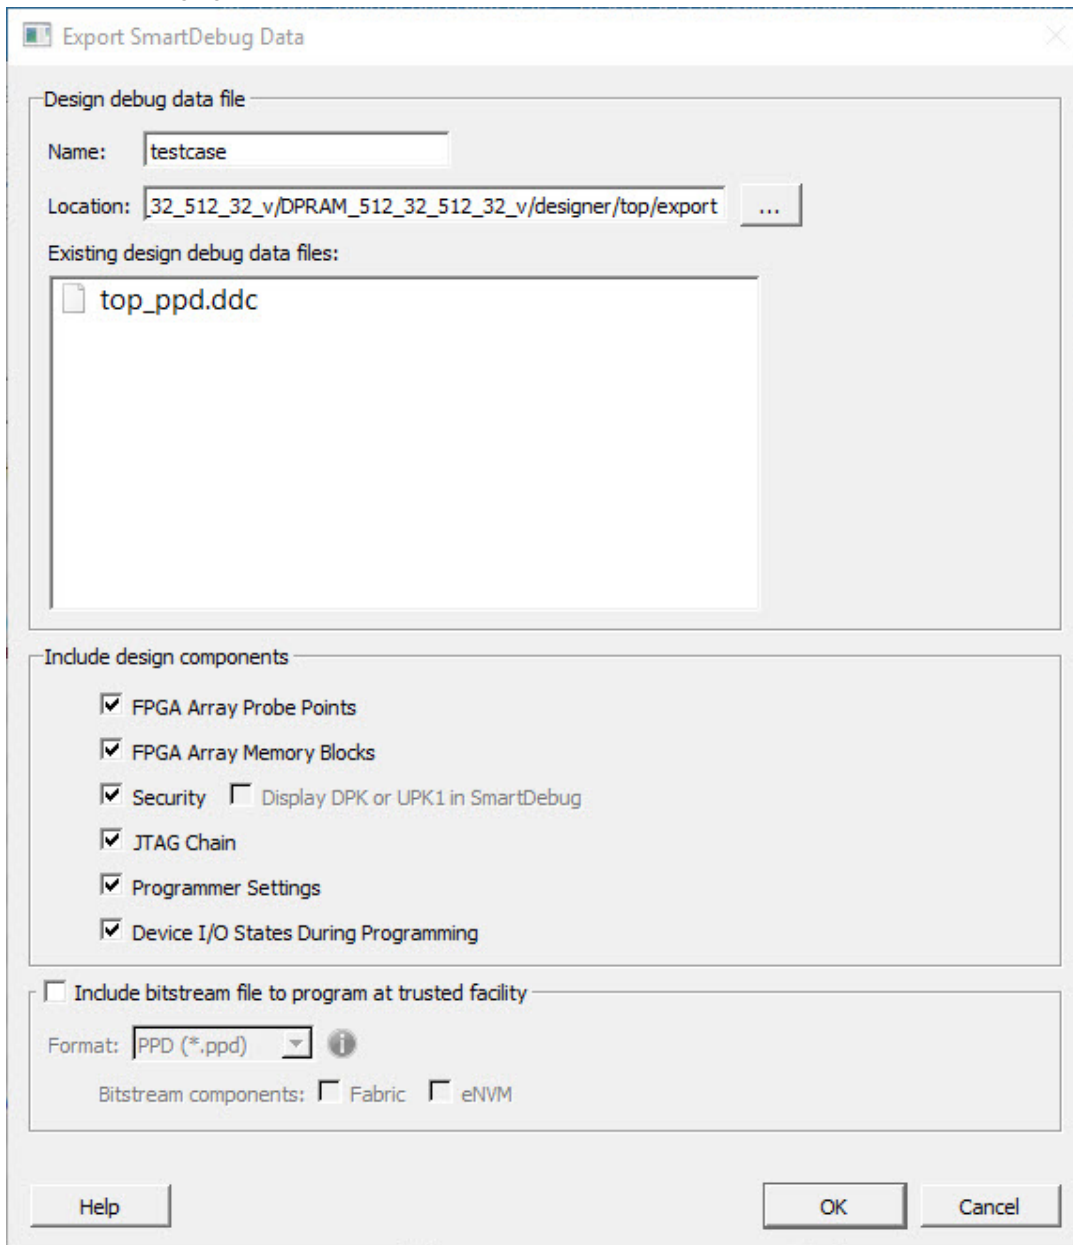 Export SmartDebug Data
Design debug data file
Name: testcase
Location: _32_512_32_v/DPRAM_512_32_512_32_v/designer/top/export ...
Existing design debug data files:
top_ppd.ddc
Include design components
FPGA Array Probe Points
FPGA Array Memory Blocks
Security Display DPK or UPK1 in SmartDebug
JTAG Chain
Programmer Settings
Device I/O States During Programming
Include bitstream file to program at trusted facility
Format: PPD (*.ppd) i
Bitstream components: Fabric eNVM
Help OK Cancel